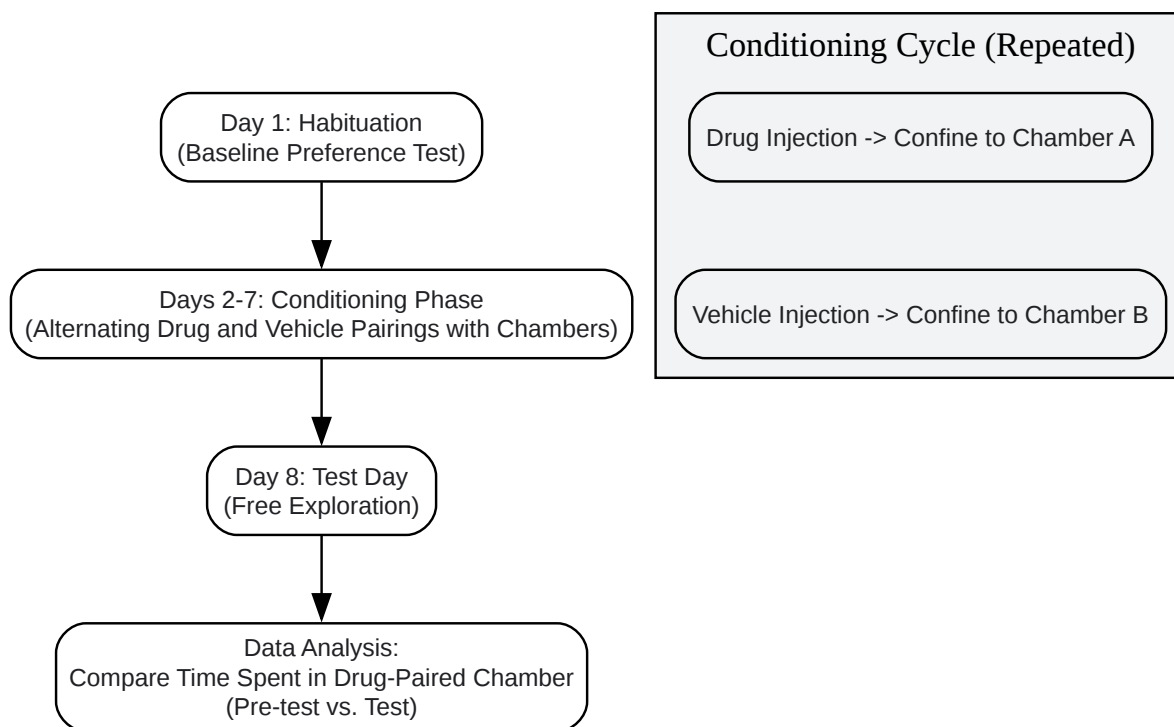 Conditioning Cycle (Repeated)
Day 1: Habituation
(Baseline Preference Test)
Drug Injection -> Confine to Chamber A
Days 2-7: Conditioning Phase
(Alternating Drug and Vehicle Pairings with Chambers)
Vehicle Injection -> Confine to Chamber B
Day 8: Test Day
(Free Exploration)
Data Analysis:
Compare Time Spent in Drug-Paired Chamber
(Pre-test vs. Test)